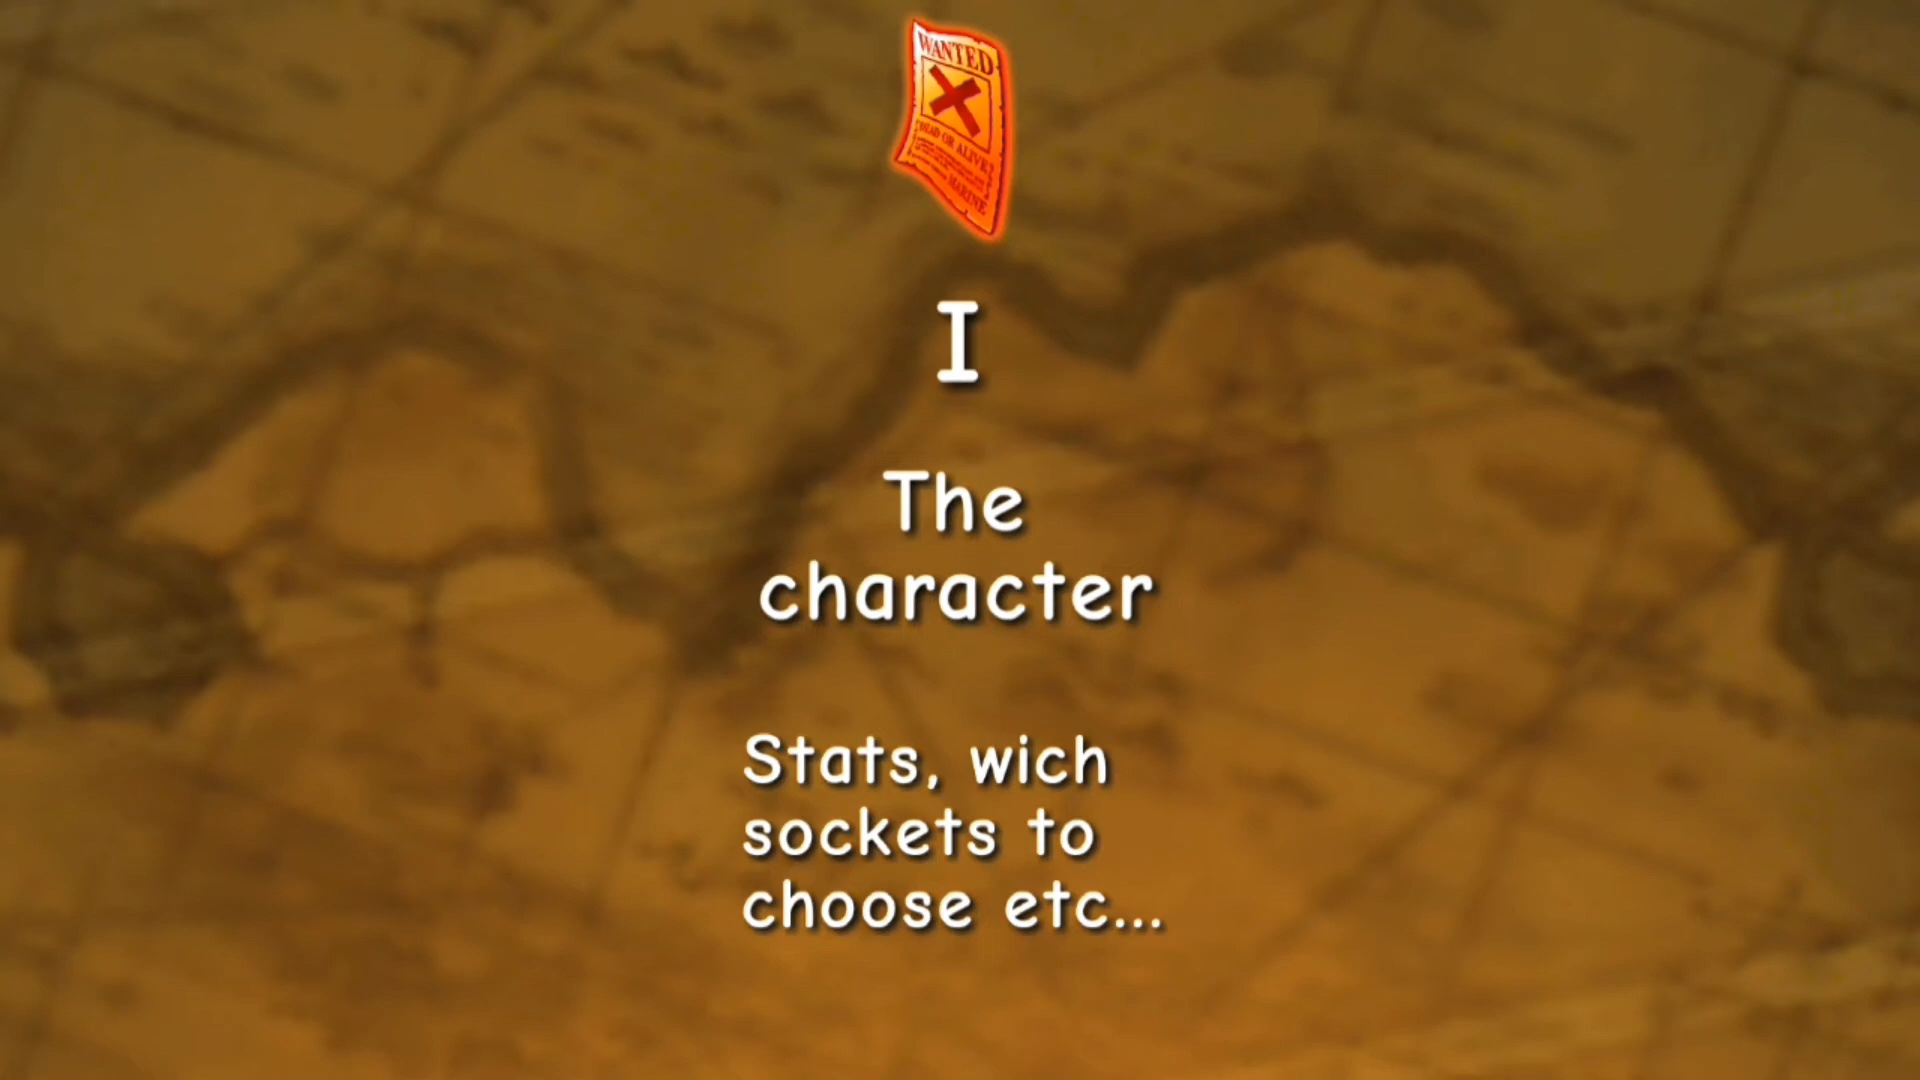 WANTED
DEAD OR ALIVE
MARINE
I
The
character
Stats, wich
sockets to
choose etc...